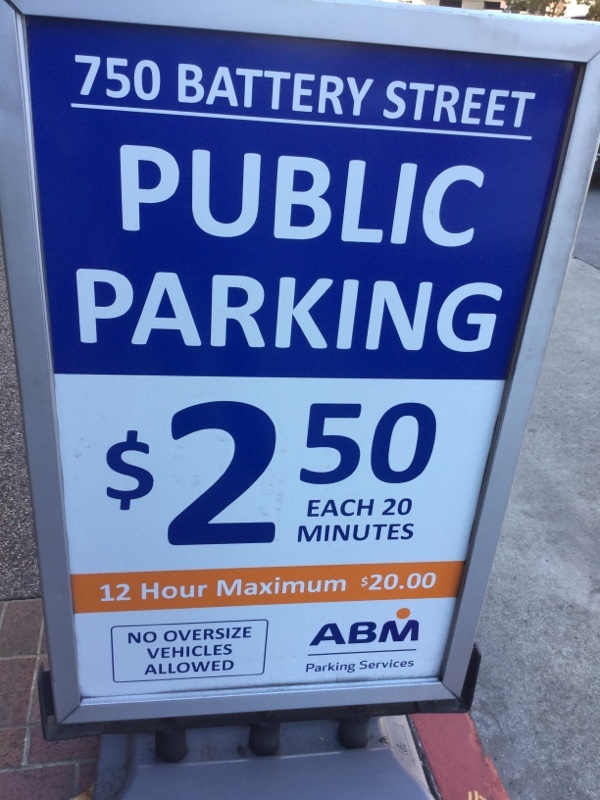 750 BATTERY STREET
PUBLIC
PARKING
$2 50
EACH 20
MINUTES
12 Hour Maximum $20.00
NO OVERSIZE
VEHICLES
ALLOWED
ABM
Parking Services